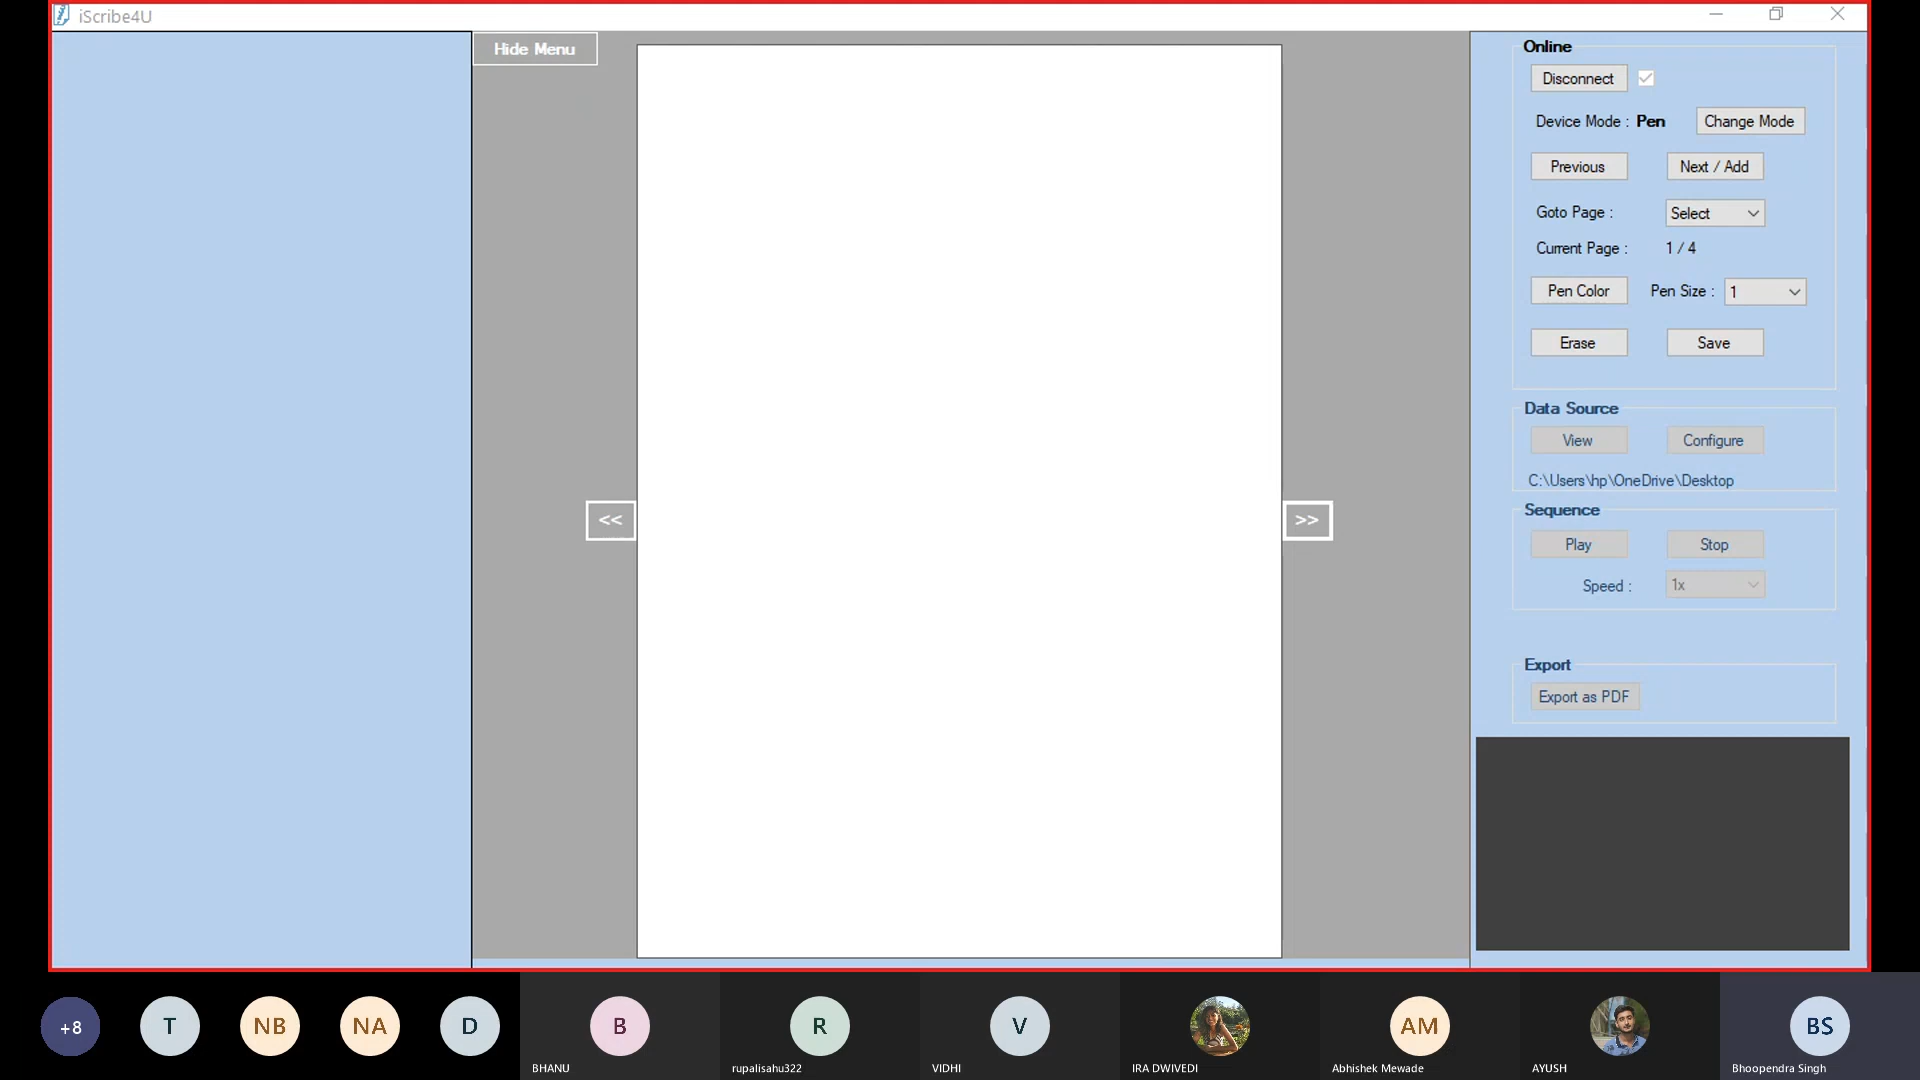 iScribe4U
Hide Menu
<<
>>
Online
Disconnect
Device Mode : Pen
Change Mode
Previous
Next / Add
Goto Page :
Select
Current Page :
1 / 4
Pen Color
Pen Size :
1
Erase
Save
Data Source
View
Configure
C:\Users\hp\OneDrive\Desktop
Sequence
Play
Stop
Speed :
1x
Export
Export as PDF
+8
T
NB
NA
D
B
BHANU
R
rupalisahu322
V
VIDHI
IRA DWIVEDI
AM
Abhishek Mewade
AYUSH
BS
Bhoopendra Singh